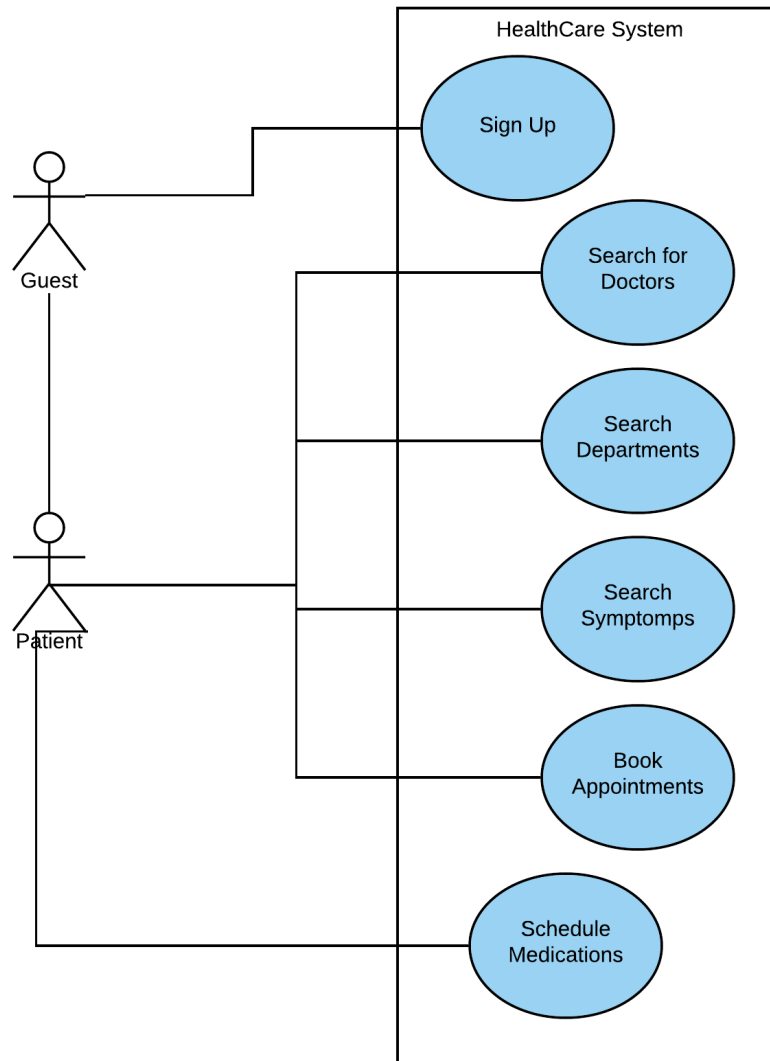 HealthCare System
Sign Up
Guest
Search for
Doctors
Search
Departments
Search
Symptomps
Patient
Book
Appointments
Schedule
Medications